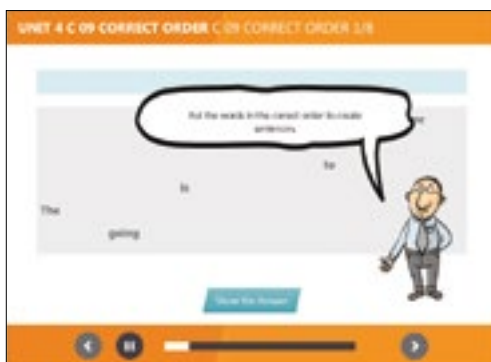 UNIT 4 C 09 CORRECT ORDER C 09 CORRECT ORDER 1/8
Put the words in the correct order to create
sentences.
to
is
The
going
Show the Answer